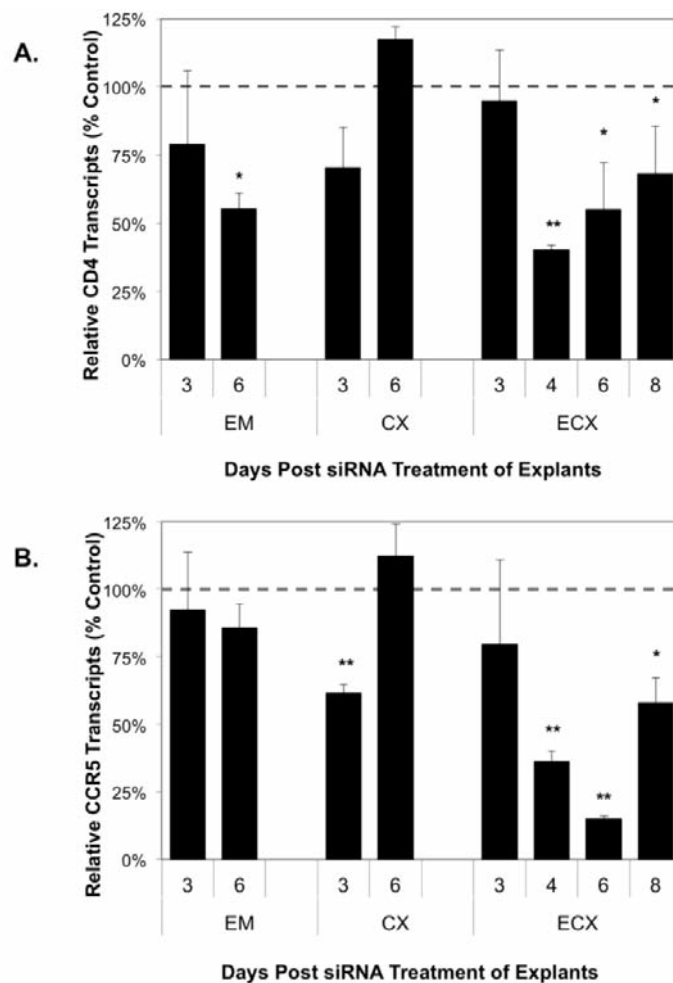 A.
Relative CD4 Transcripts (% Control)
125%
100%
75%
50%
25%
0%
*
**
*
*
3 6 3 6 3 4 6 8
EM CX ECX
Days Post siRNA Treatment of Explants
B.
Relative CCR5 Transcripts (% Control)
125%
100%
75%
50%
25%
0%
**
**
**
*
3 6 3 6 3 4 6 8
EM CX ECX
Days Post siRNA Treatment of Explants